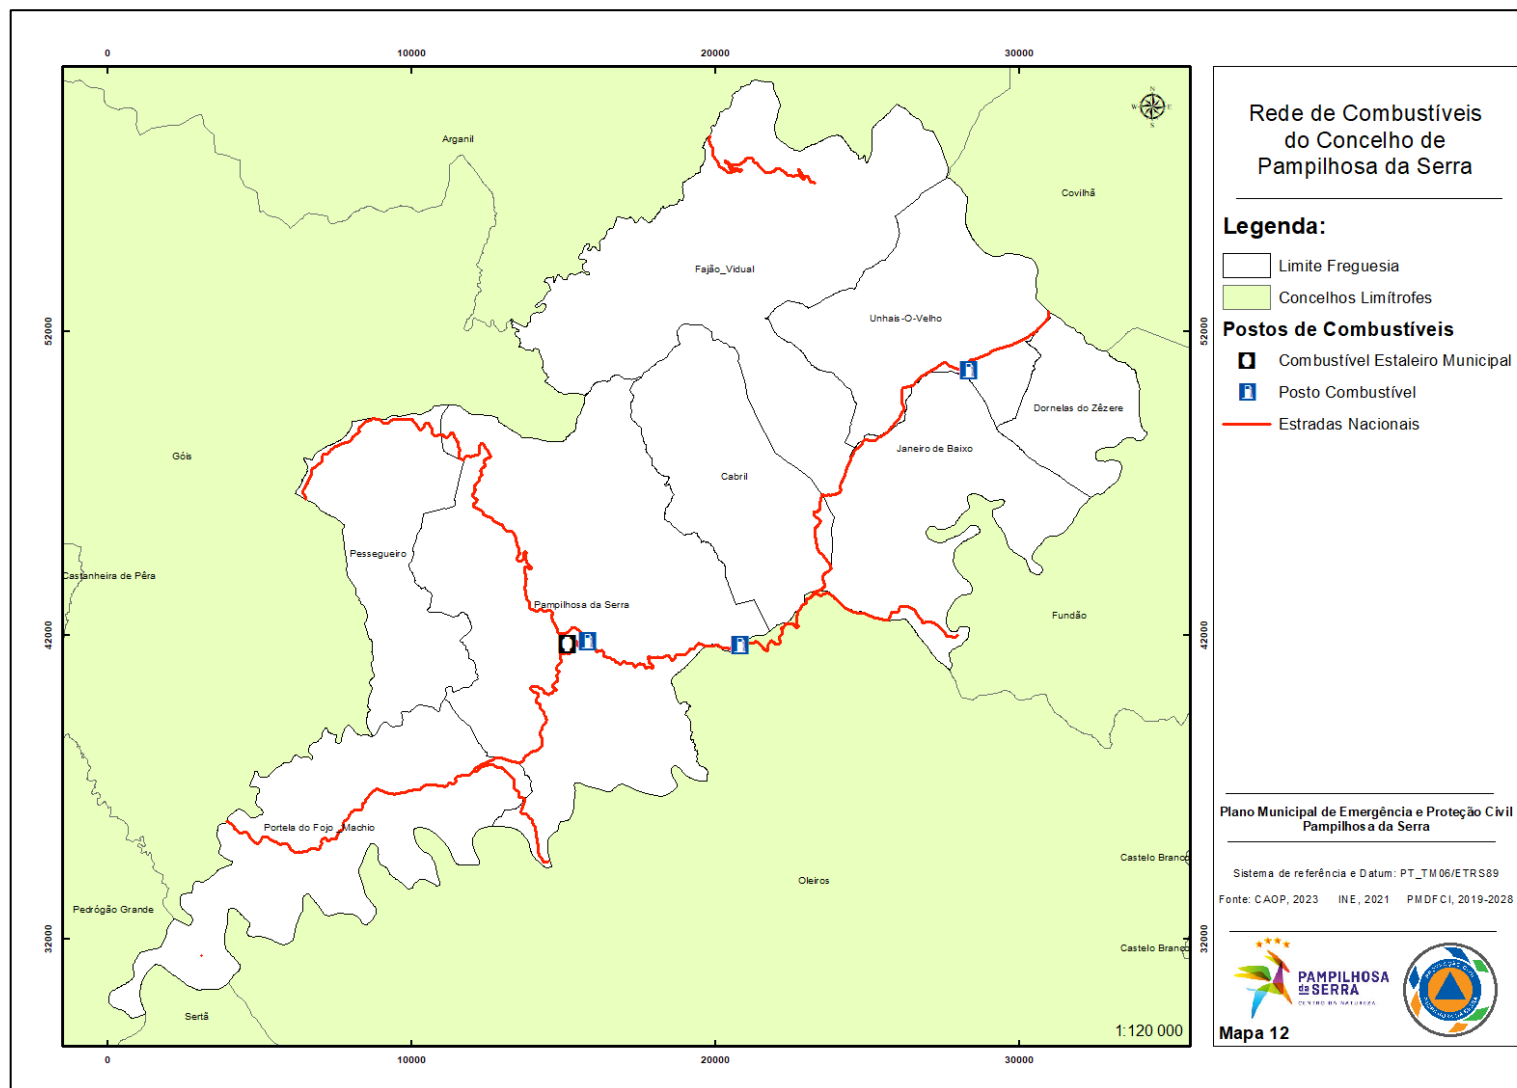 0 10000 20000 30000
Arganil
Covilhã
Fajão_Vidual
Unhais-O-Velho
52000 52000
Dornelas do Zêzere
Janeiro de Baixo
Góis
Cabril
Pessegueiro
Castanheira de Pêra
Pampilhosa da Serra
Fundão
42000 42000
Portela do Fojo_Machio
Castelo Branco
Oleiros
Pedrógão Grande
32000 32000
Castelo Branco
Sertã
1:120 000
0 10000 20000 30000
N
W E
S
Rede de Combustíveis
do Concelho de
Pampilhosa da Serra
Legenda:
Limite Freguesia
Concelhos Limítrofes
Postos de Combustíveis
Combustível Estaleiro Municipal
Posto Combustível
Estradas Nacionais
Plano Municipal de Emergência e Proteção Civil
Pampilhosa da Serra
Sistema de referência e Datum: PT_TM06/ETRS89
Fonte: CAOP, 2023 INE, 2021 PMDFCI, 2019-2028
PAMPILHOSA
da SERRA
CENTRO DA NATUREZA
Mapa 12